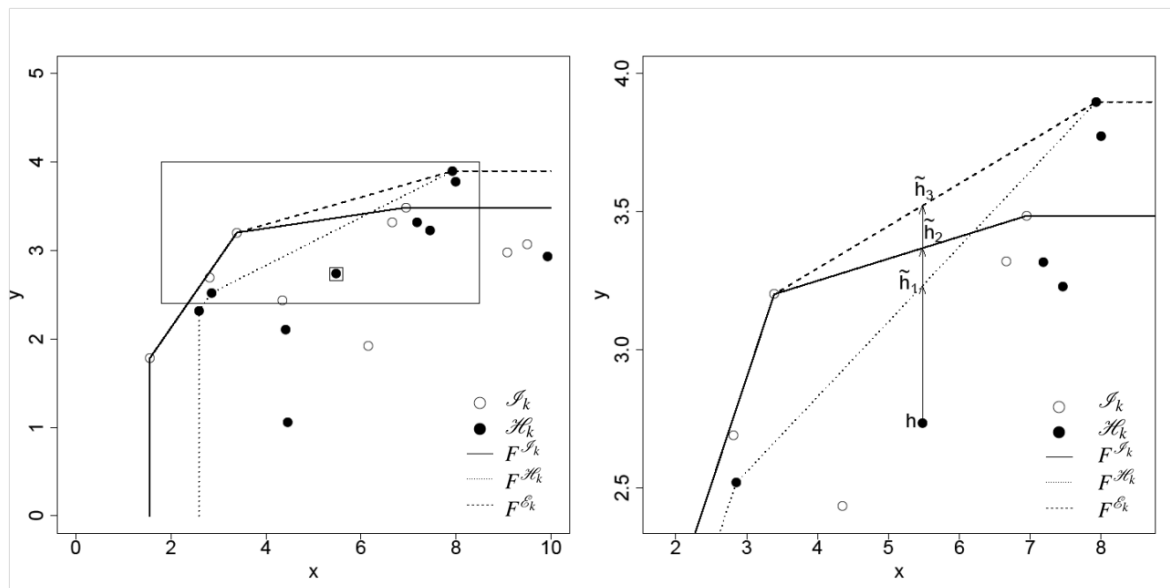 5
4
3
2
1
0
y
0 2 4 6 8 10
x
ℐₖ
ℋₖ
F^ℐₖ
F^ℋₖ
F^ℰₖ
4.0
3.5
3.0
2.5
y
2 3 4 5 6 7 8
x
h̃₃
h̃₂
h̃₁
h
ℐₖ
ℋₖ
F^ℐₖ
F^ℋₖ
F^ℰₖ